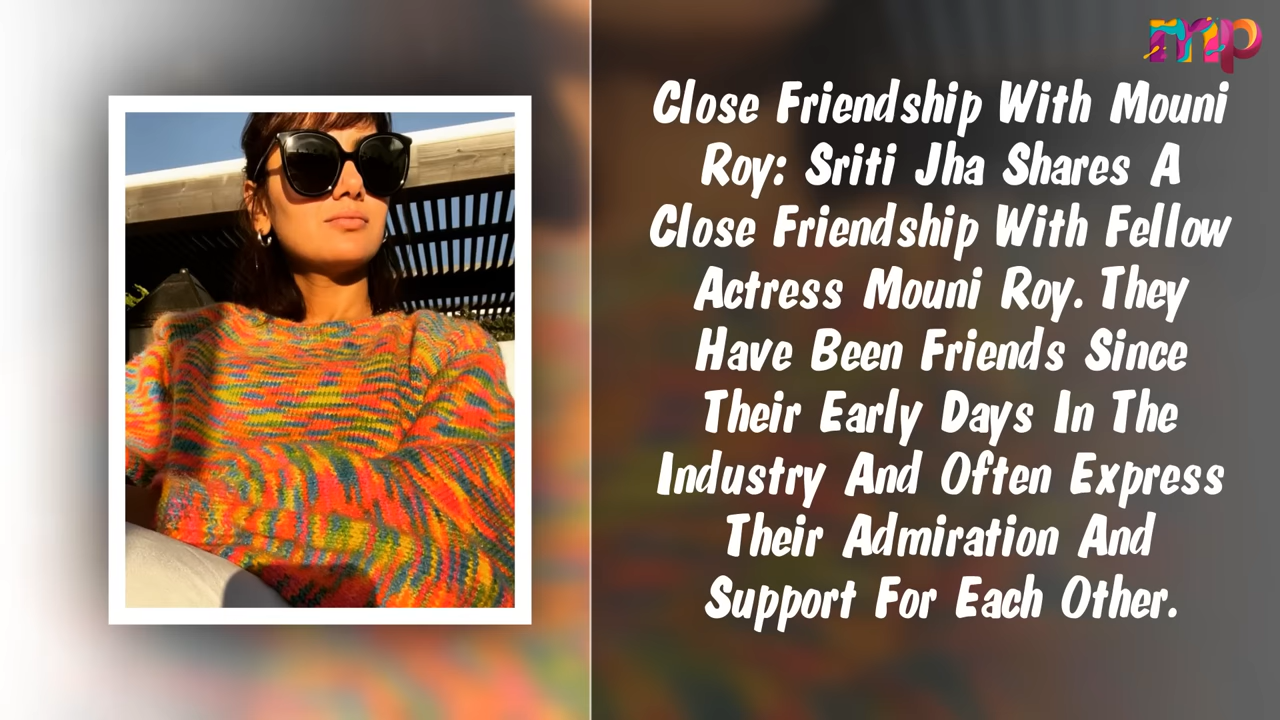 mp
Close Friendship With Mouni
Roy: Sriti Jha Shares A
Close Friendship With Fellow
Actress Mouni Roy. They
Have Been Friends Since
Their Early Days In The
Industry And Often Express
Their Admiration And
Support For Each Other.